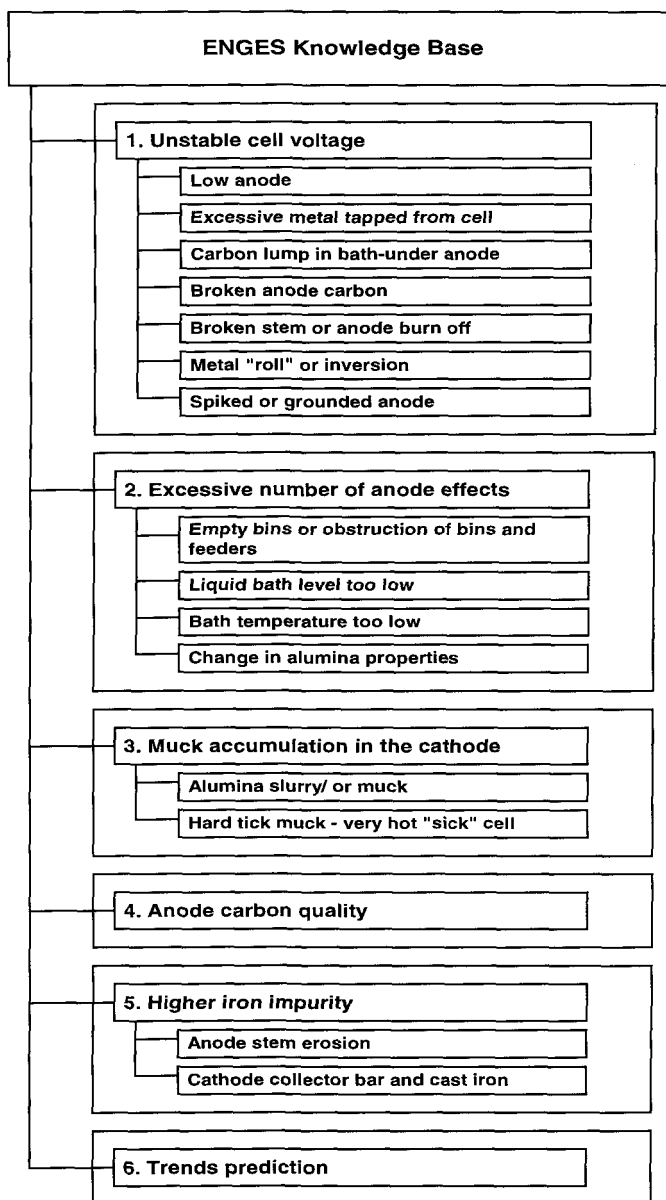 ENGES Knowledge Base
1. Unstable cell voltage
Low anode
Excessive metal tapped from cell
Carbon lump in bath-under anode
Broken anode carbon
Broken stem or anode burn off
Metal "roll" or inversion
Spiked or grounded anode
2. Excessive number of anode effects
Empty bins or obstruction of bins and
feeders
Liquid bath level too low
Bath temperature too low
Change in alumina properties
3. Muck accumulation in the cathode
Alumina slurry/ or muck
Hard tick muck - very hot "sick" cell
4. Anode carbon quality
5. Higher iron impurity
Anode stem erosion
Cathode collector bar and cast iron
6. Trends prediction